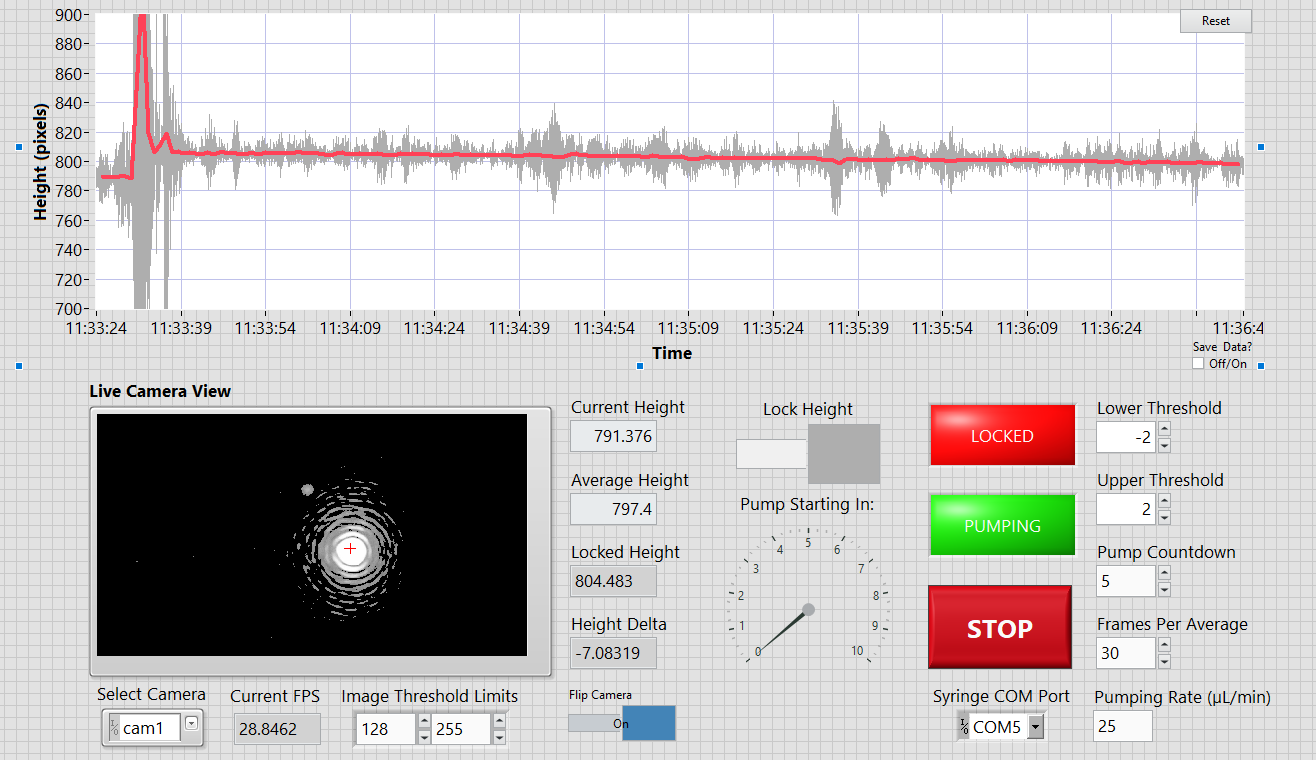 Reset
Height (pixels)
900
880
860
840
820
800
780
760
740
720
700
11:33:24 11:33:39 11:33:54 11:34:09 11:34:24 11:34:39 11:34:54 11:35:09 11:35:24 11:35:39 11:35:54 11:36:09 11:36:24 11:36:4
Time
Save Data?
Off/On
Live Camera View
Current Height
791.376
Average Height
797.4
Locked Height
804.483
Height Delta
-7.08319
Lock Height
Pump Starting In:
0 1 2 3 4 5 6 7 8 9 10
LOCKED
PUMPING
STOP
Lower Threshold
-2
Upper Threshold
2
Pump Countdown
5
Frames Per Average
30
Select Camera
cam1
Current FPS
28.8462
Image Threshold Limits
128 255
Flip Camera
On
Syringe COM Port
COM5
Pumping Rate (µL/min)
25